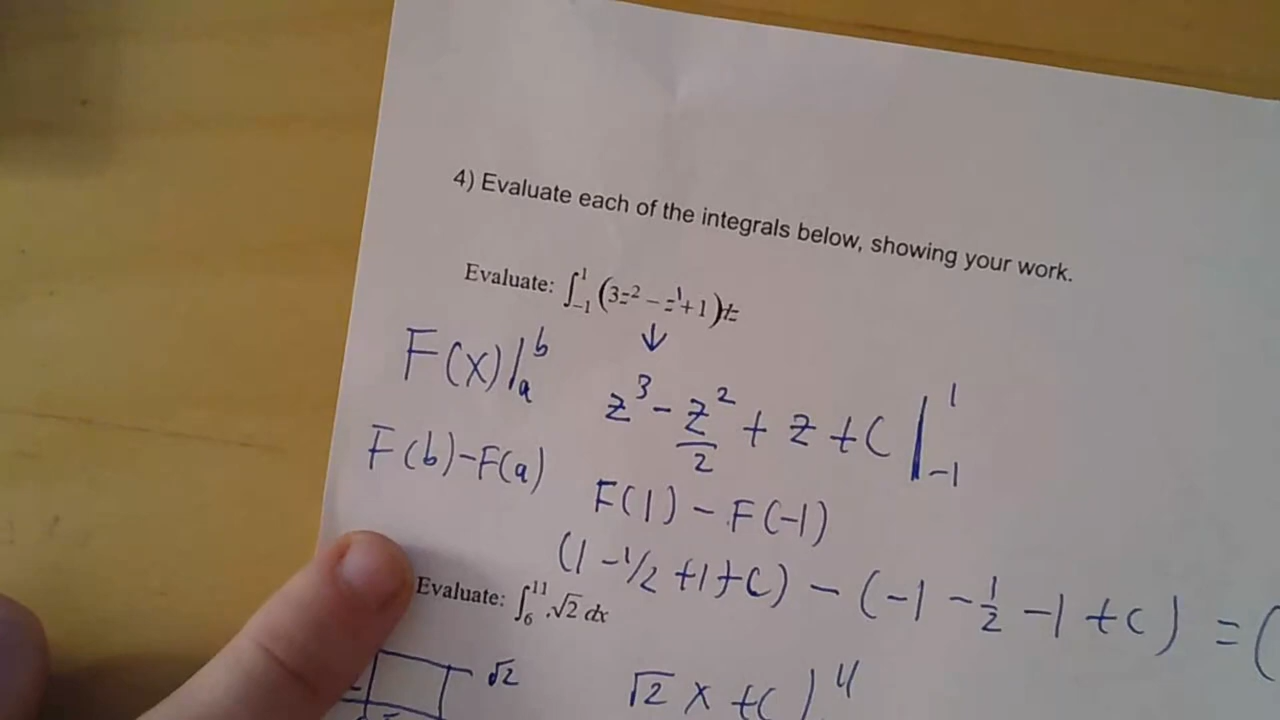 4) Evaluate each of the integrals below, showing your work.
Evaluate: ∫₋₁¹ (3z² − z¹ + 1) dz
↓
F(x)|ₐᵇ z³ − z²/2 + z + C |₋₁¹
F(b)−F(a) F(1) − F(−1)
(1 − 1/2 + 1 + C) − (−1 − 1/2 − 1 + C) = (
Evaluate: ∫₆¹¹ √2 dx
√2 √2 x + C |¹¹